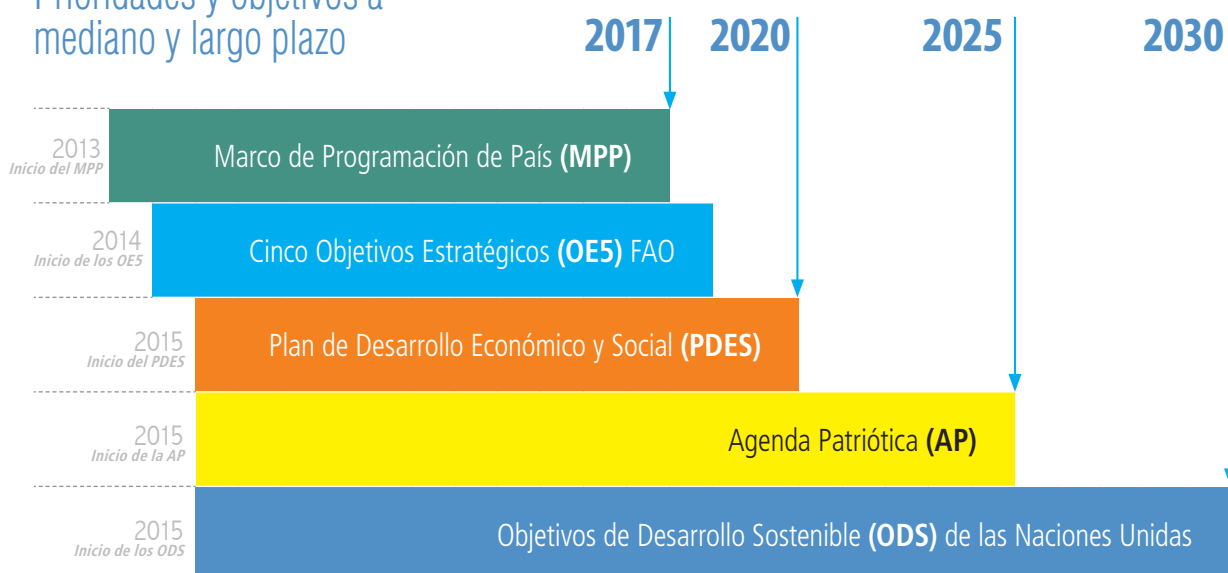 Prioridades y objetivos a
mediano y largo plazo
2017 2020 2025 2030
2013
Inicio del MPP
Marco de Programación de País (MPP)
2014
Inicio de los OE5
Cinco Objetivos Estratégicos (OE5) FAO
2015
Inicio del PDES
Plan de Desarrollo Económico y Social (PDES)
2015
Inicio de la AP
Agenda Patriótica (AP)
2015
Inicio de los ODS
Objetivos de Desarrollo Sostenible (ODS) de las Naciones Unidas